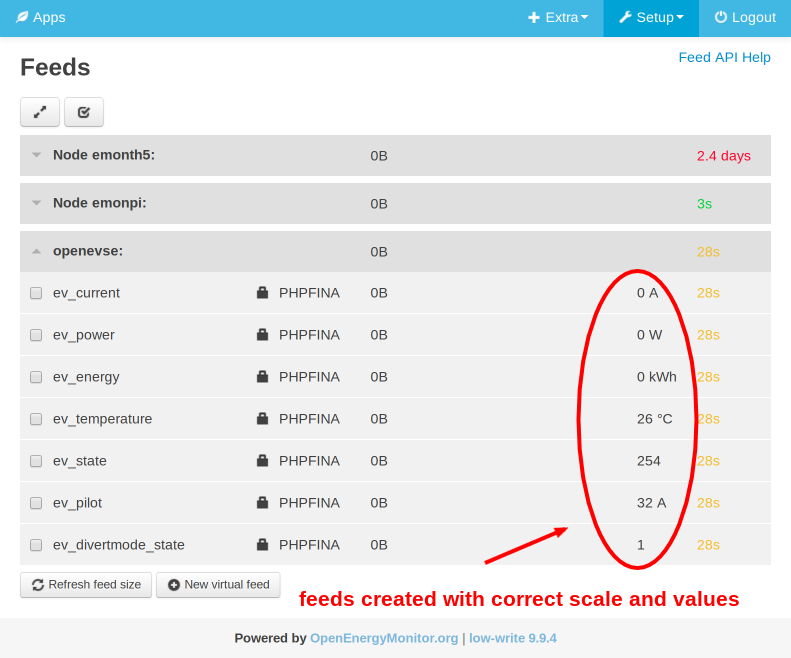 Apps Extra Setup Logout
Feeds
Feed API Help
Node emonth5: 0B 2.4 days
Node emonpi: 0B 3s
openevse: 0B 28s
ev_current PHPFINA 0B 0 A 28s
ev_power PHPFINA 0B 0 W 28s
ev_energy PHPFINA 0B 0 kWh 28s
ev_temperature PHPFINA 0B 26 °C 28s
ev_state PHPFINA 0B 254 28s
ev_pilot PHPFINA 0B 32 A 28s
ev_divertmode_state PHPFINA 0B 1 28s
Refresh feed size New virtual feed
feeds created with correct scale and values
Powered by OpenEnergyMonitor.org | low-write 9.9.4